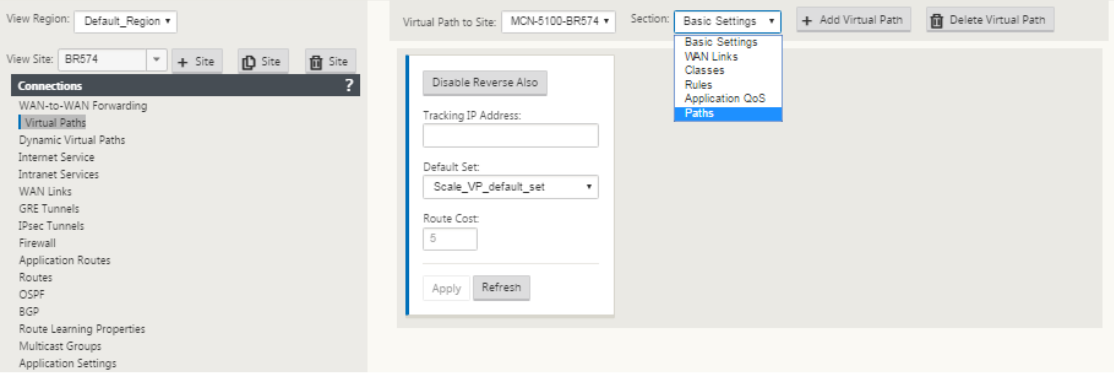 View Region: Default_Region
View Site: BR574 + Site Site Site
Connections ?
WAN-to-WAN Forwarding
Virtual Paths
Dynamic Virtual Paths
Internet Service
Intranet Services
WAN Links
GRE Tunnels
IPsec Tunnels
Firewall
Application Routes
Routes
OSPF
BGP
Route Learning Properties
Multicast Groups
Application Settings
Virtual Path to Site: MCN-5100-BR574 Section: Basic Settings + Add Virtual Path Delete Virtual Path
Basic Settings
WAN Links
Classes
Rules
Application QoS
Paths
Disable Reverse Also
Tracking IP Address:
Default Set:
Scale_VP_default_set
Route Cost:
5
Apply Refresh